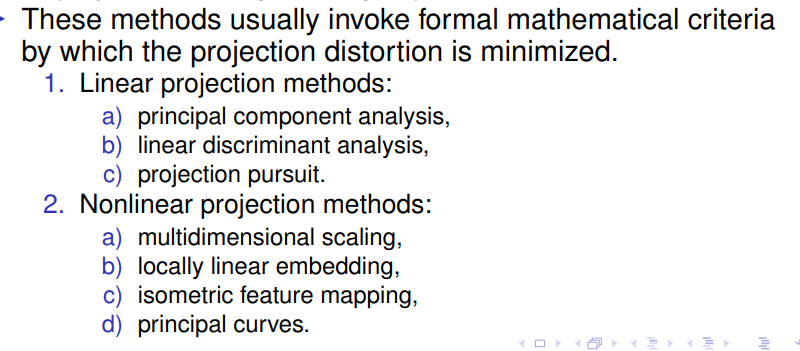 These methods usually invoke formal mathematical criteria
by which the projection distortion is minimized.
1. Linear projection methods:
a) principal component analysis,
b) linear discriminant analysis,
c) projection pursuit.
2. Nonlinear projection methods:
a) multidimensional scaling,
b) locally linear embedding,
c) isometric feature mapping,
d) principal curves.